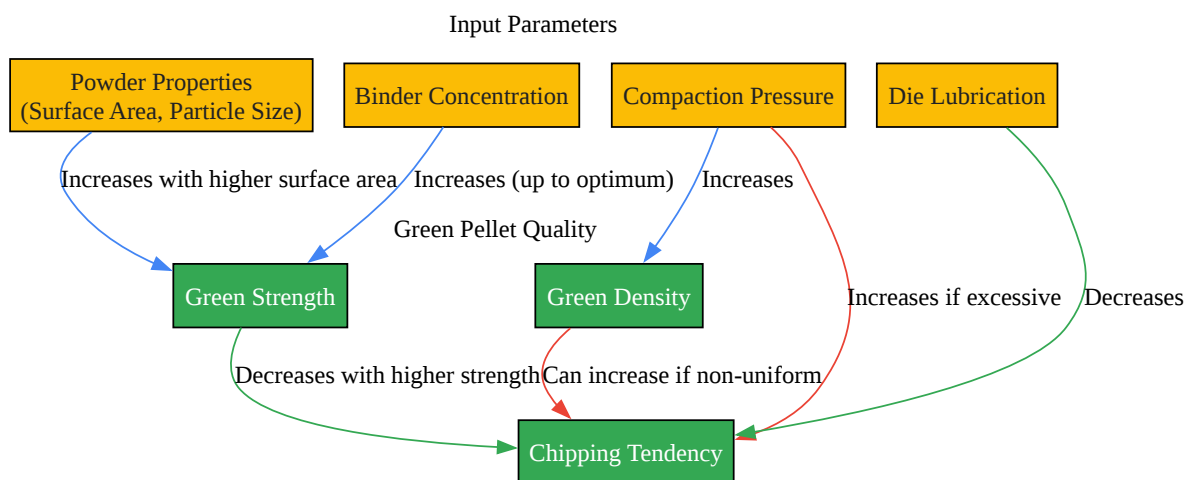 Input Parameters
Powder Properties
(Surface Area, Particle Size)
Binder Concentration
Compaction Pressure
Die Lubrication
Increases with higher surface area
Increases (up to optimum)
Increases
Green Pellet Quality
Green Strength
Green Density
Increases if excessive
Decreases
Decreases with higher strength
Can increase if non-uniform
Chipping Tendency